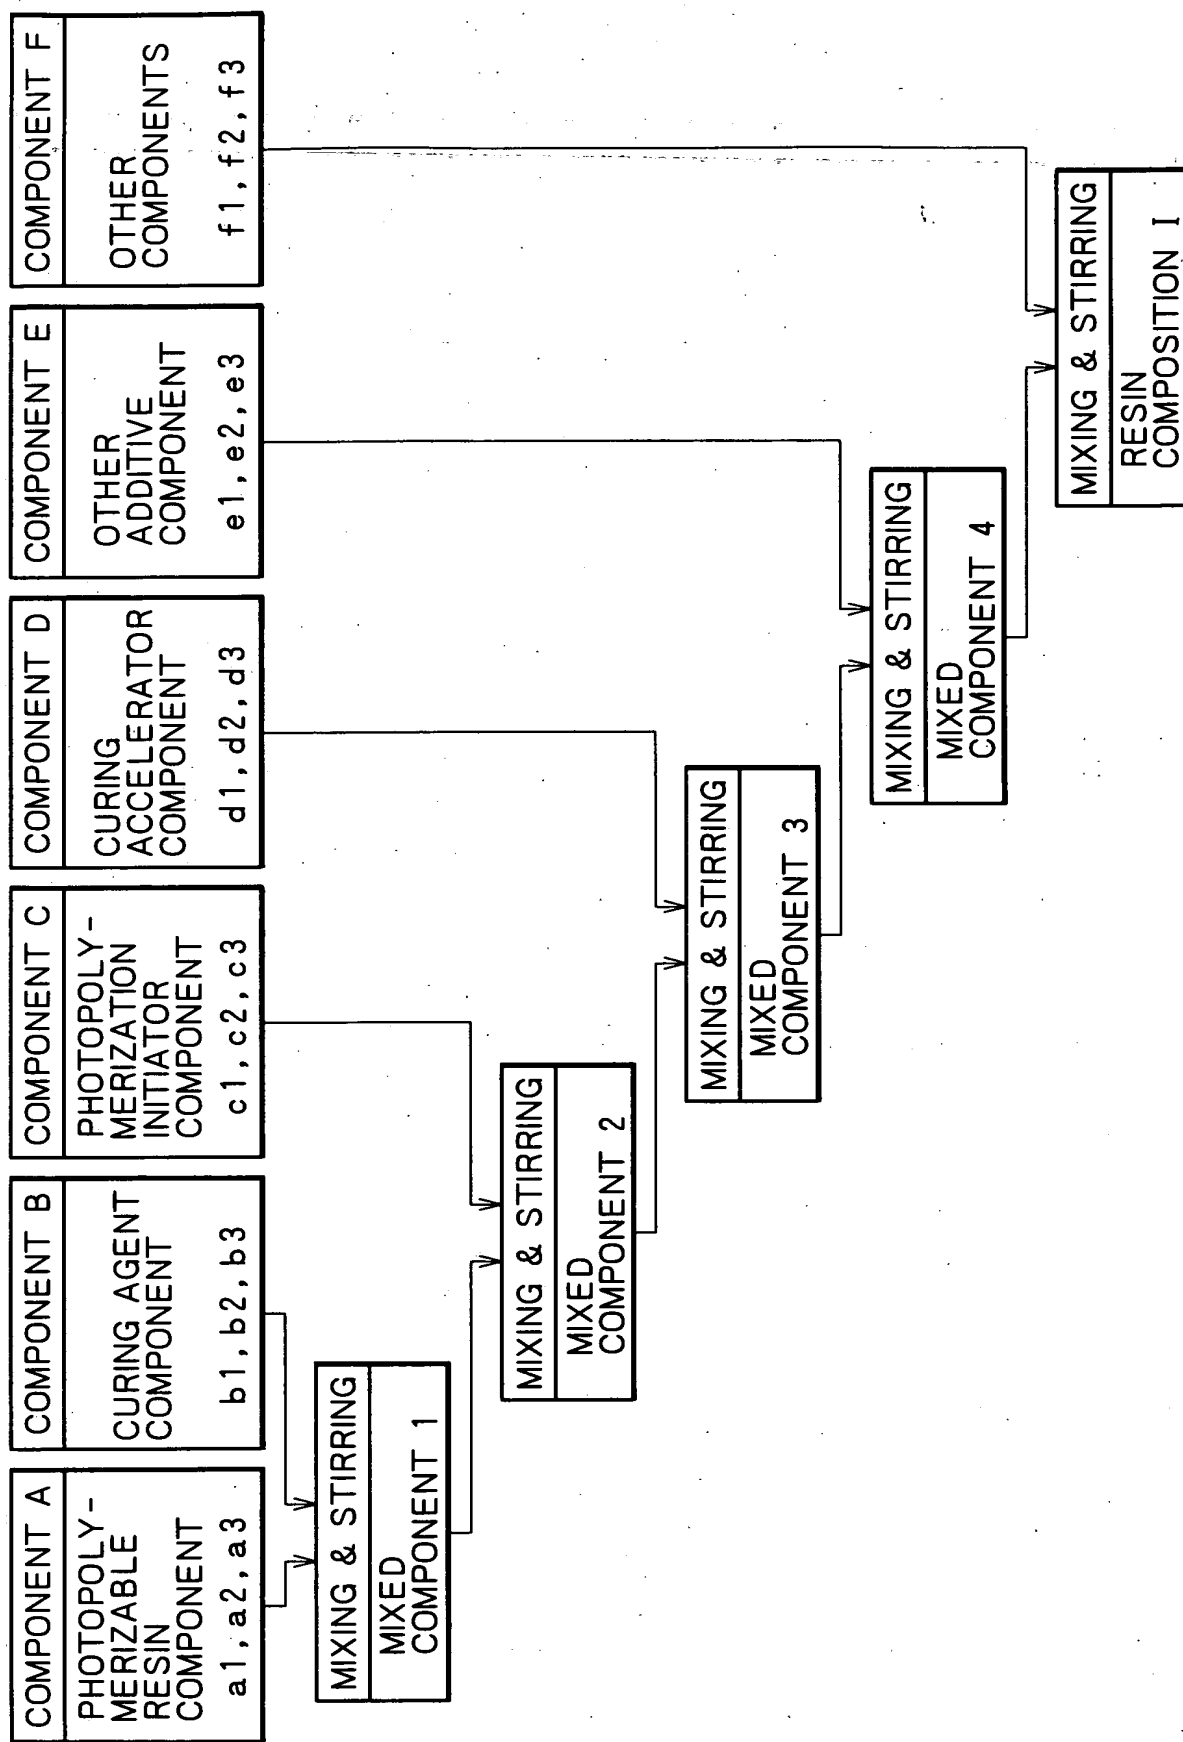 COMPONENT A
PHOTOPOLY-
MERIZABLE
RESIN
COMPONENT
a1,a2,a3
COMPONENT B
CURING AGENT
COMPONENT
b1,b2,b3
COMPONENT C
PHOTOPOLY-
MERIZATION
INITIATOR
COMPONENT
c1,c2,c3
COMPONENT D
CURING
ACCELERATOR
COMPONENT
d1,d2,d3
COMPONENT E
OTHER
ADDITIVE
COMPONENT
e1,e2,e3
COMPONENT F
OTHER
COMPONENTS
f1,f2,f3
MIXING & STIRRING
MIXED
COMPONENT 1
MIXING & STIRRING
MIXED
COMPONENT 2
MIXING & STIRRING
MIXED
COMPONENT 3
MIXING & STIRRING
MIXED
COMPONENT 4
MIXING & STIRRING
RESIN
COMPOSITION I